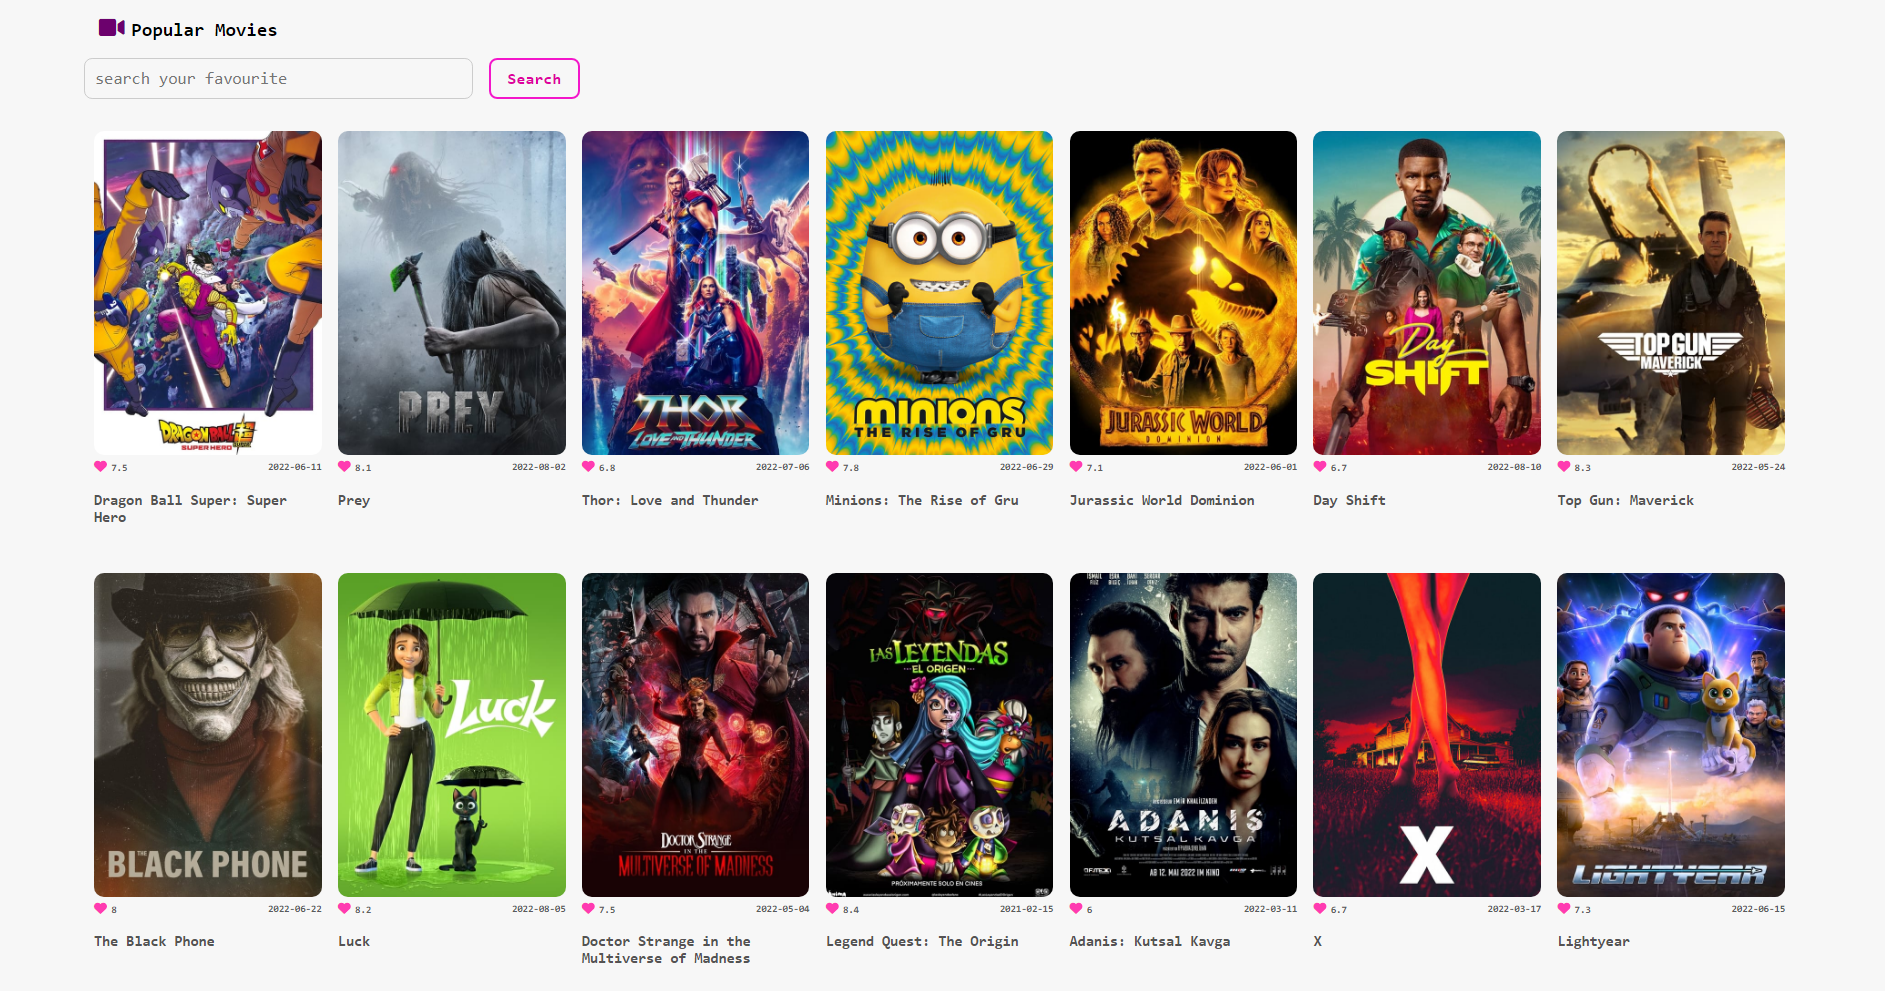 Popular Movies
search your favourite
Search
DRAGON BALL SUPER
SUPER HERO
PREY
THOR
LOVE AND THUNDER
MINIONS
THE RISE OF GRU
JURASSIC WORLD
DOMINION
Day
SHIFT
TOP GUN
MAVERICK
7.5 2022-06-11
8.1 2022-08-02
6.8 2022-07-06
7.8 2022-06-29
7.1 2022-06-01
6.7 2022-08-10
8.3 2022-05-24
Dragon Ball Super: Super
Hero
Prey
Thor: Love and Thunder
Minions: The Rise of Gru
Jurassic World Dominion
Day Shift
Top Gun: Maverick
THE
BLACK PHONE
Luck
DOCTOR STRANGE
IN THE
MULTIVERSE OF MADNESS
LAS LEYENDAS
EL ORIGEN
PRÓXIMAMENTE SOLO EN CINES
EMIR KHALILZADEH
ADANIS
KUTSAL KAVGA
AB 12. MAI 2022 IM KINO
X
LIGHTYEAR
8 2022-06-22
8.2 2022-08-05
7.5 2022-05-04
8.4 2021-02-15
6 2022-03-11
6.7 2022-03-17
7.3 2022-06-15
The Black Phone
Luck
Doctor Strange in the
Multiverse of Madness
Legend Quest: The Origin
Adanis: Kutsal Kavga
X
Lightyear